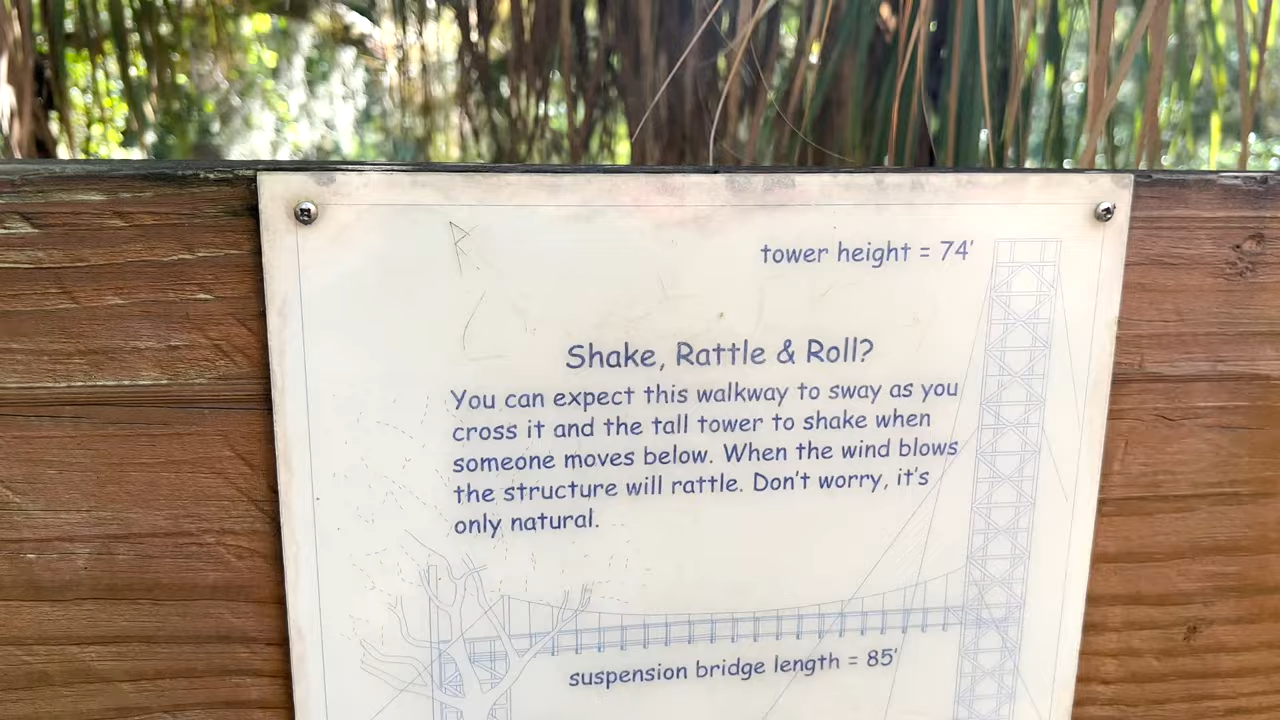 R
tower height = 74'
Shake, Rattle & Roll?
You can expect this walkway to sway as you
cross it and the tall tower to shake when
someone moves below. When the wind blows
the structure will rattle. Don't worry, it's
only natural.
suspension bridge length = 85'